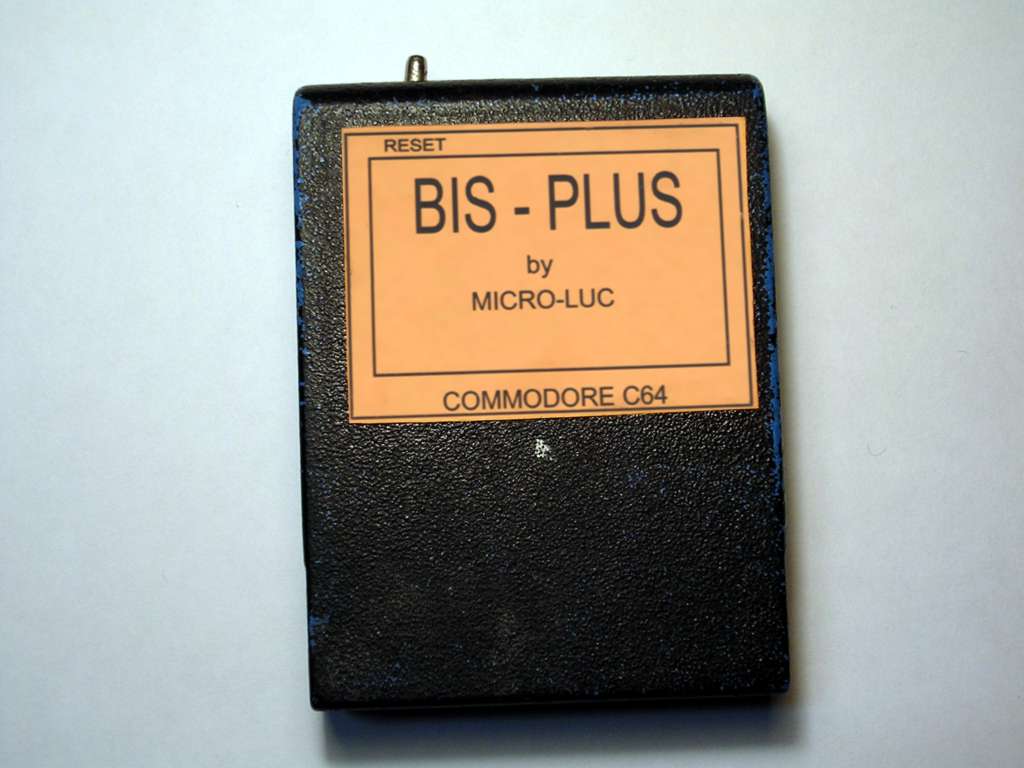 RESET
BIS - PLUS
by
MICRO-LUC
COMMODORE C64